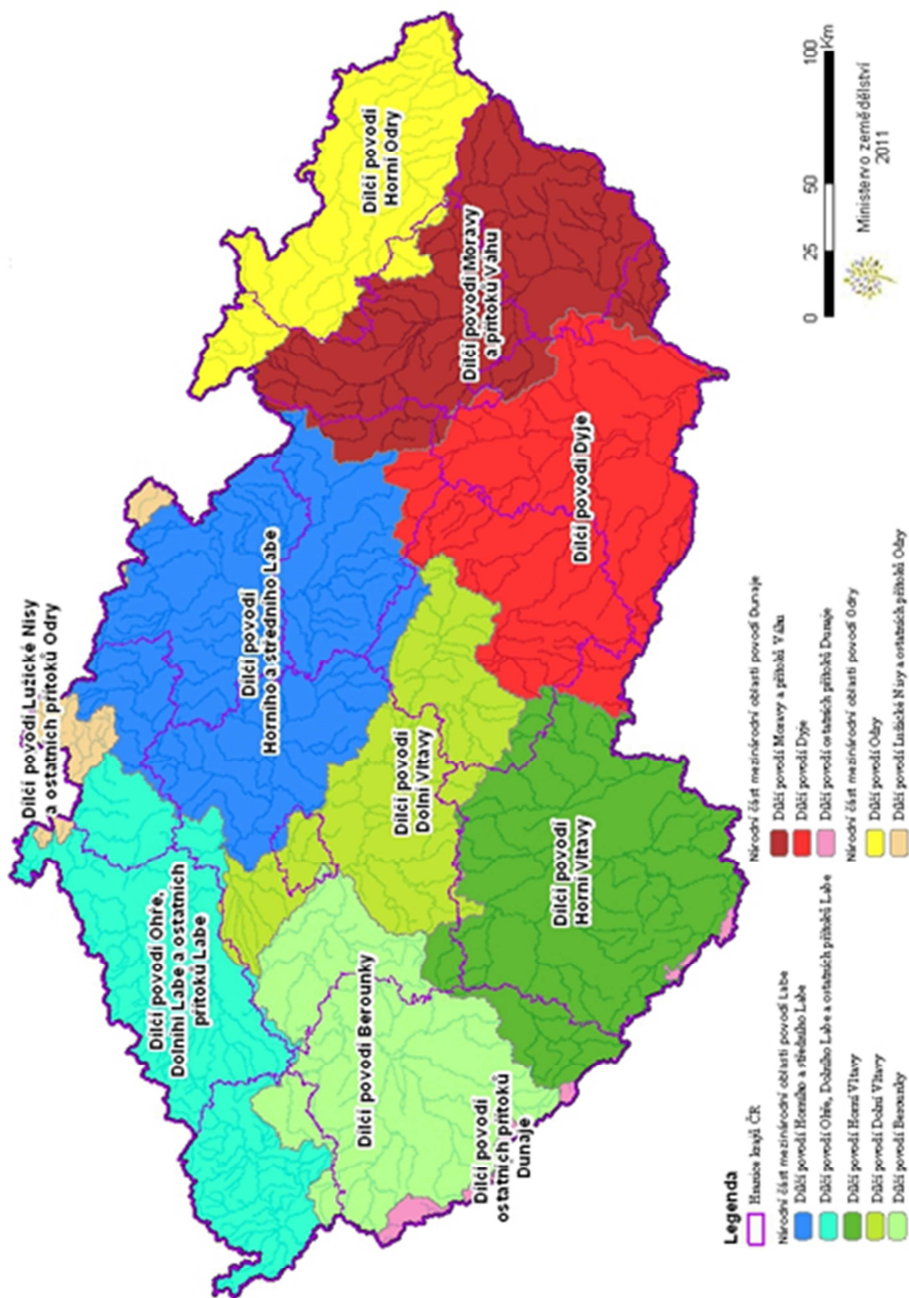 Dílčí povodí Lužické Nisy
a ostatních přítoků Odry
Dílčí povodí Ohře,
Dolního Labe a ostatních
přítoků Labe
Dílčí povodí
Horního a středního Labe
Dílčí povodí
Horní Odry
Dílčí povodí Berounky
Dílčí povodí
Dolní Vltavy
Dílčí povodí Moravy
a přítoků Váhu
Dílčí povodí
ostatních přítoků
Dunaje
Dílčí povodí
Horní Vltavy
Dílčí povodí Dyje
Legenda
Hranice krajů ČR
Národní část mezinárodní oblasti povodí Labe
Dílčí povodí Horního a středního Labe
Dílčí povodí Ohře, Dolního Labe a ostatních přítoků Labe
Dílčí povodí Horní Vltavy
Dílčí povodí Dolní Vltavy
Dílčí povodí Berounky
Národní část mezinárodní oblasti povodí Dunaje
Dílčí povodí Moravy a přítoků Váhu
Dílčí povodí Dyje
Dílčí povodí ostatních přítoků Dunaje
Národní část mezinárodní oblasti povodí Odry
Dílčí povodí Odry
Dílčí povodí Lužické Nisy a ostatních přítoků Odry
0 25 50 100
Km
Ministervo zemědělství
2011